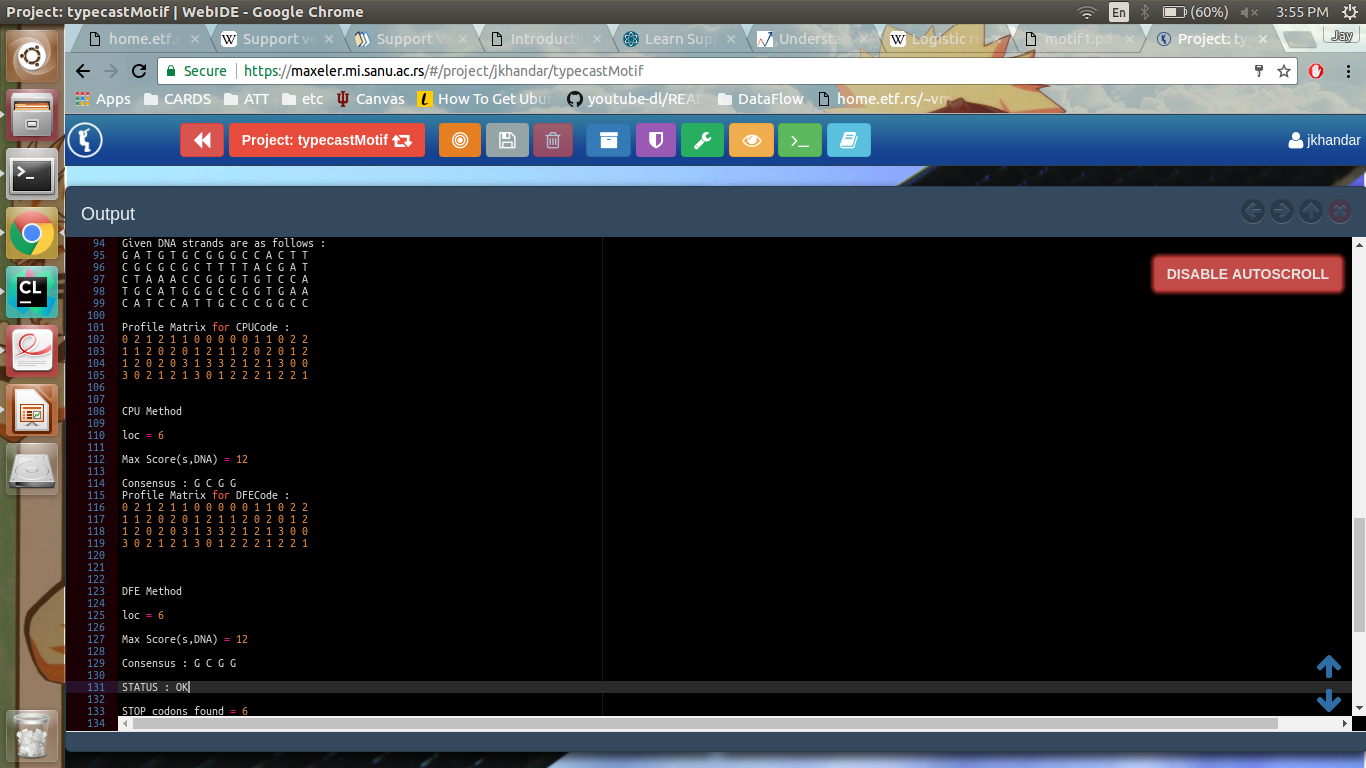 Project: typecastMotif | WebIDE - Google Chrome
En
(60%)
3:55 PM
home.etf.r
Support ve
Support V
Introducti
Learn Sup
Understan
Logistic r
motif1.pd
Project: ty
Jay
Secure
https://maxeler.mi.sanu.ac.rs/#/project/jkhandar/typecastMotif
Apps
CARDS
ATT
etc
Canvas
How To Get Ubun
youtube-dl/REA
DataFlow
home.etf.rs/~vm
Project: typecastMotif
jkhandar
Output
DISABLE AUTOSCROLL
94 Given DNA strands are as follows :
95 G A T G T G C G G G C C A C T T
96 C G C G C G C T T T T A C G A T
97 C T A A A C C G G G T G T C C A
98 T G C A T G G G C C G G T G A A
99 C A T C C A T T G C C C G G C C
100
101 Profile Matrix for CPUCode :
102 0 2 1 2 1 1 0 0 0 0 0 1 1 0 2 2
103 1 1 2 0 2 0 1 2 1 1 2 0 2 0 1 2
104 1 2 0 2 0 3 1 3 3 2 1 2 1 3 0 0
105 3 0 2 1 2 1 3 0 1 2 2 2 1 2 2 1
106
107
108 CPU Method
109
110 loc = 6
111
112 Max Score(s,DNA) = 12
113
114 Consensus : G C G G
115 Profile Matrix for DFECode :
116 0 2 1 2 1 1 0 0 0 0 0 1 1 0 2 2
117 1 1 2 0 2 0 1 2 1 1 2 0 2 0 1 2
118 1 2 0 2 0 3 1 3 3 2 1 2 1 3 0 0
119 3 0 2 1 2 1 3 0 1 2 2 2 1 2 2 1
120
121
122
123 DFE Method
124
125 loc = 6
126
127 Max Score(s,DNA) = 12
128
129 Consensus : G C G G
130
131 STATUS : OK
132
133 STOP codons found = 6
134
CL